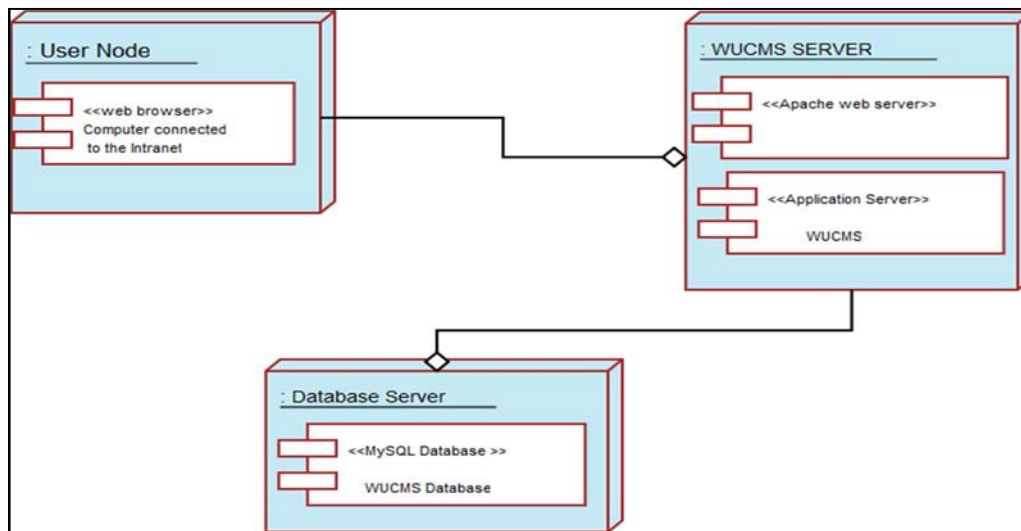 : User Node
<<web browser>>
Computer connected
to the Intranet
: WUCMS SERVER
<<Apache web server>>
<<Application Server>>
WUCMS
: Database Server
<<MySQL Database >>
WUCMS Database